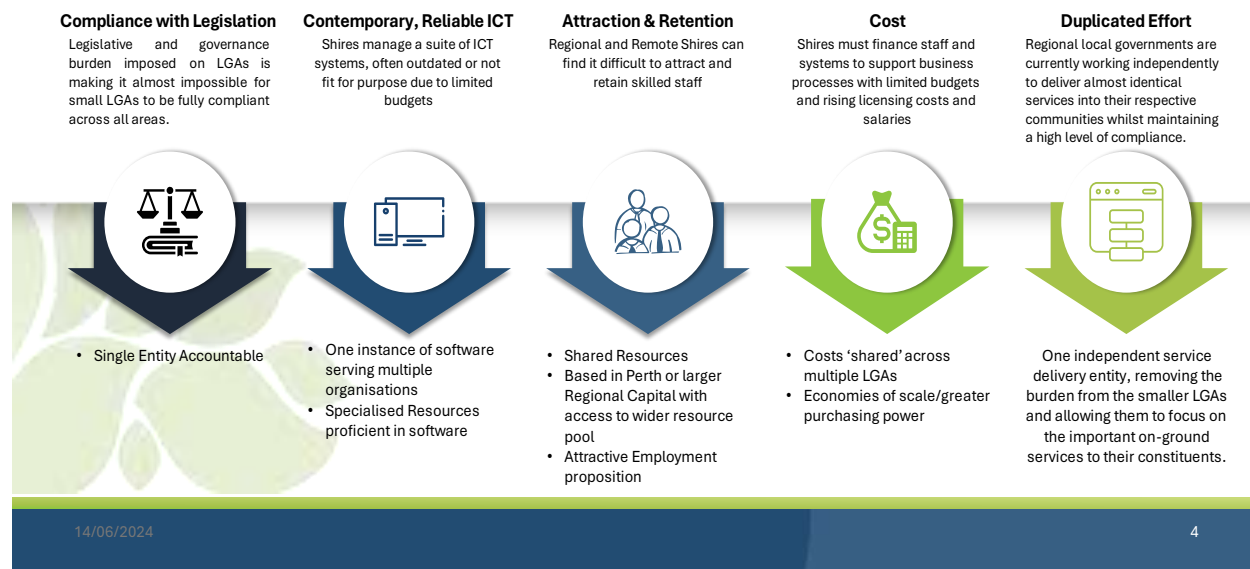 Compliance with Legislation
Legislative and governance
burden imposed on LGAs is
making it almost impossible for
small LGAs to be fully compliant
across all areas.
Contemporary, Reliable ICT
Shires manage a suite of ICT
systems, often outdated or not
fit for purpose due to limited
budgets
Attraction & Retention
Regional and Remote Shires can
find it difficult to attract and
retain skilled staff
Cost
Shires must finance staff and
systems to support business
processes with limited budgets
and rising licensing costs and
salaries
Duplicated Effort
Regional local governments are
currently working independently
to deliver almost identical
services into their respective
communities whilst maintaining
a high level of compliance.
$
• Single Entity Accountable
• One instance of software
serving multiple
organisations
• Specialised Resources
proficient in software
• Shared Resources
• Based in Perth or larger
Regional Capital with
access to wider resource
pool
• Attractive Employment
proposition
• Costs ‘shared’ across
multiple LGAs
• Economies of scale/greater
purchasing power
One independent service
delivery entity, removing the
burden from the smaller LGAs
and allowing them to focus on
the important on-ground
services to their constituents.
14/06/2024
4